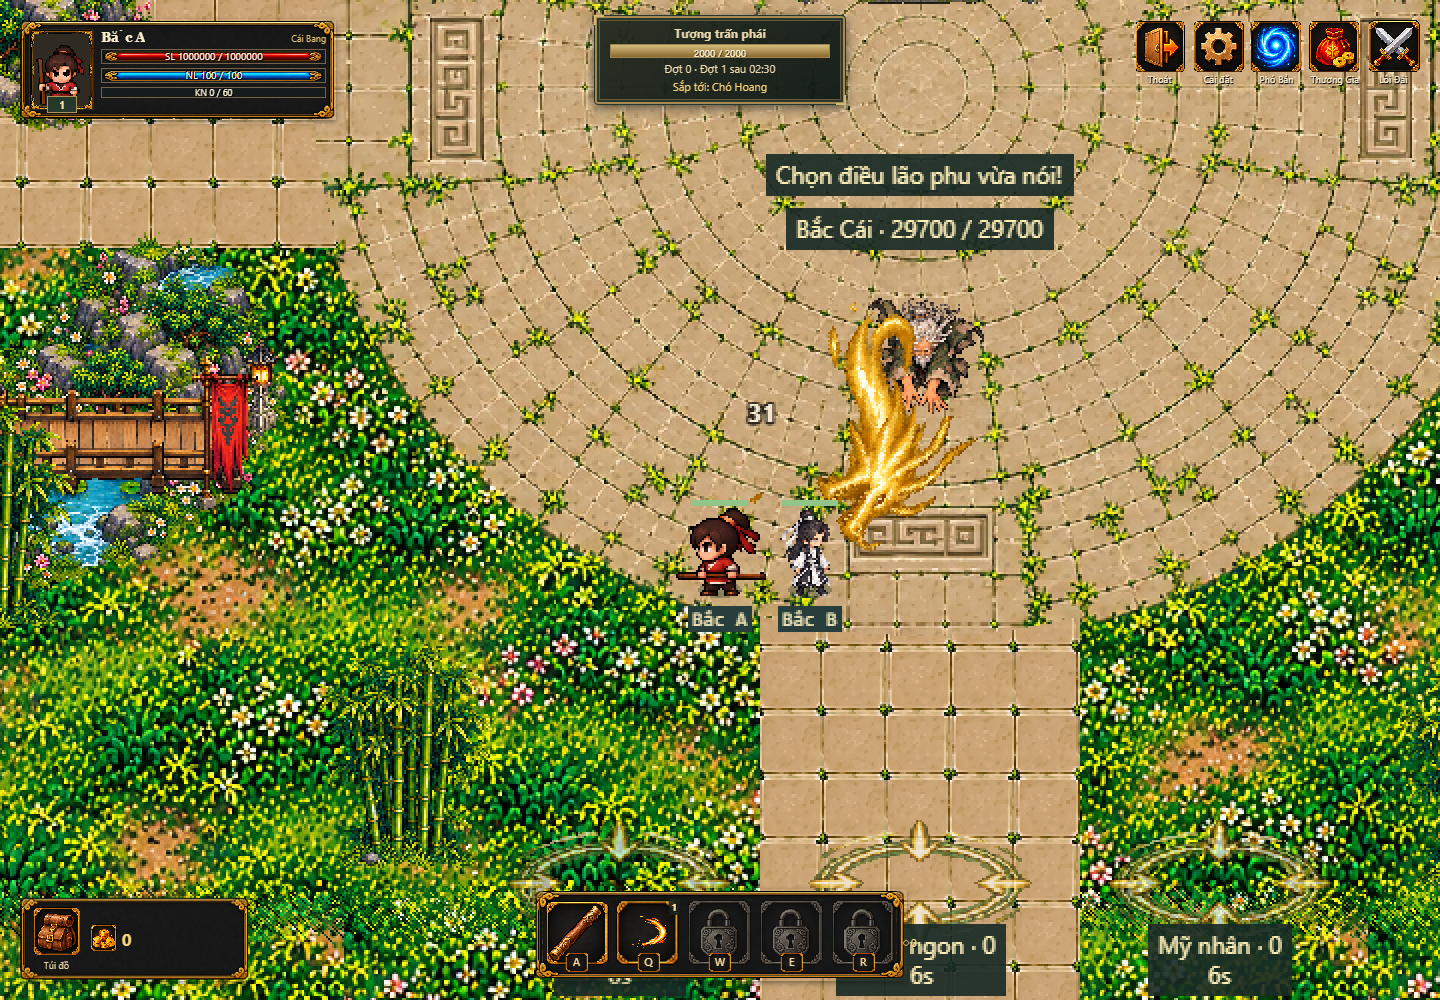 Bắc A
Cái Bang
SL 1000000 / 1000000
NL 100 / 100
KN 0 / 60
1
Tượng trấn phái
2000 / 2000
Đợt 0 · Đợt 1 sau 02:30
Sắp tới: Chó Hoang
Thoát
Cài đặt
Phó Bản
Thương Gia
Lôi Đài
Chọn điều lão phu vừa nói!
Bắc Cái · 29700 / 29700
31
Bắc A
Bắc B
Túi đồ
0
1
A
Q
W
E
R
ngon · 0
6s
Mỹ nhân · 0
6s